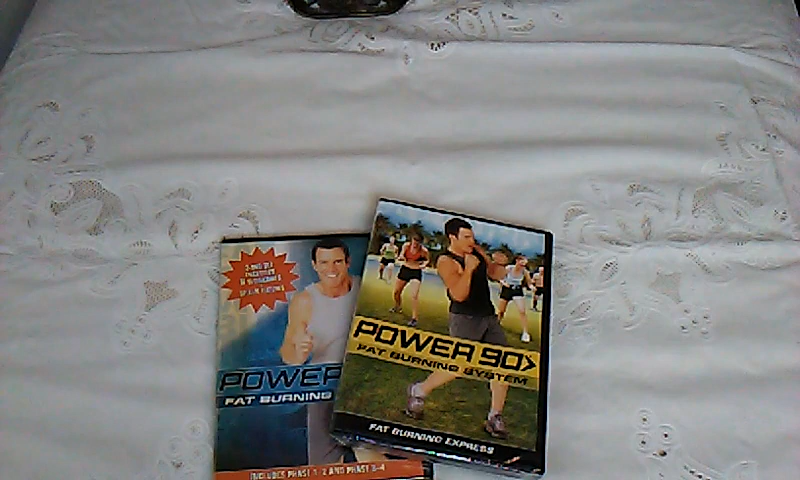 POWER
FAT BURNING
INCLUDES PHASE 1-2 AND PHASE 3-4
POWER 90
FAT BURNING SYSTEM
FAT BURNING EXPRESS